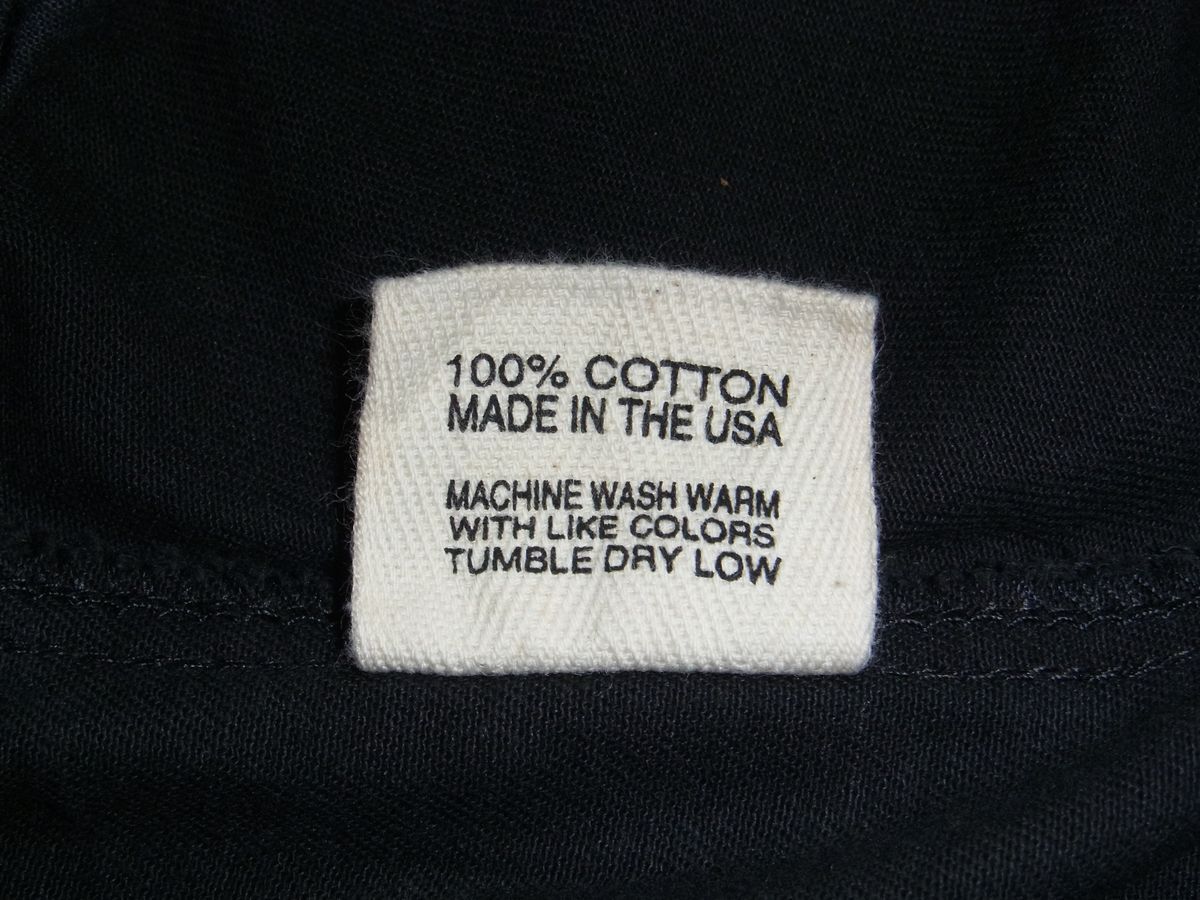 100% COTTON
MADE IN THE USA
MACHINE WASH WARM
WITH LIKE COLORS
TUMBLE DRY LOW